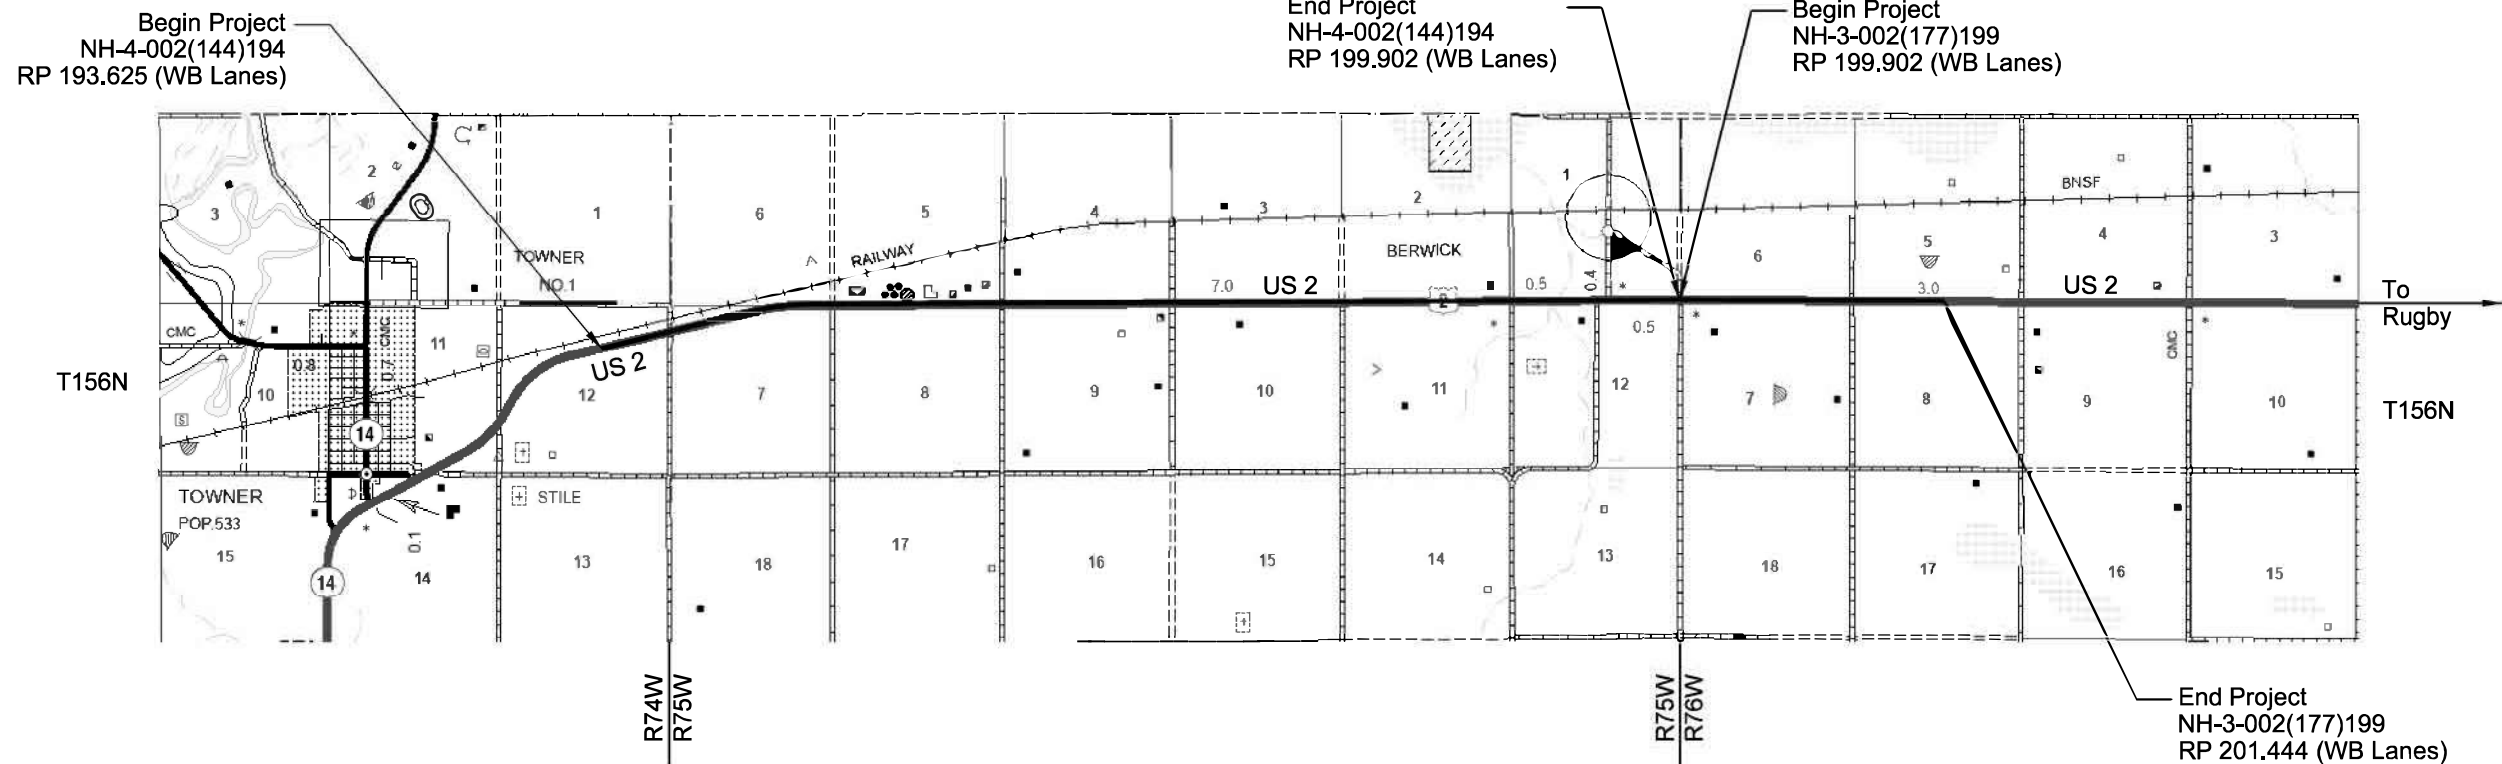 Begin Project
NH-4-002(144)194
RP 193.625 (WB Lanes)
End Project
NH-4-002(144)194
RP 199.902 (WB Lanes)
Begin Project
NH-3-002(177)199
RP 199.902 (WB Lanes)
3
2
1
6
5
4
3
2
1
6
5
4
3
BNSF
TOWNER
NO.1
RAILWAY
BERWICK
7.0
US 2
0.5
0.4
3.0
US 2
To
Rugby
2
0.5
CMC
CMC
0.7
0.8
CMC
US 2
T156N
T156N
10
11
12
7
8
9
10
11
12
7
8
9
10
S
14
TOWNER
POP.533
STILE
0.1
14
15
14
13
18
17
16
15
14
13
18
17
16
15
R74W
R75W
R75W
R76W
End Project
NH-3-002(177)199
RP 201.444 (WB Lanes)